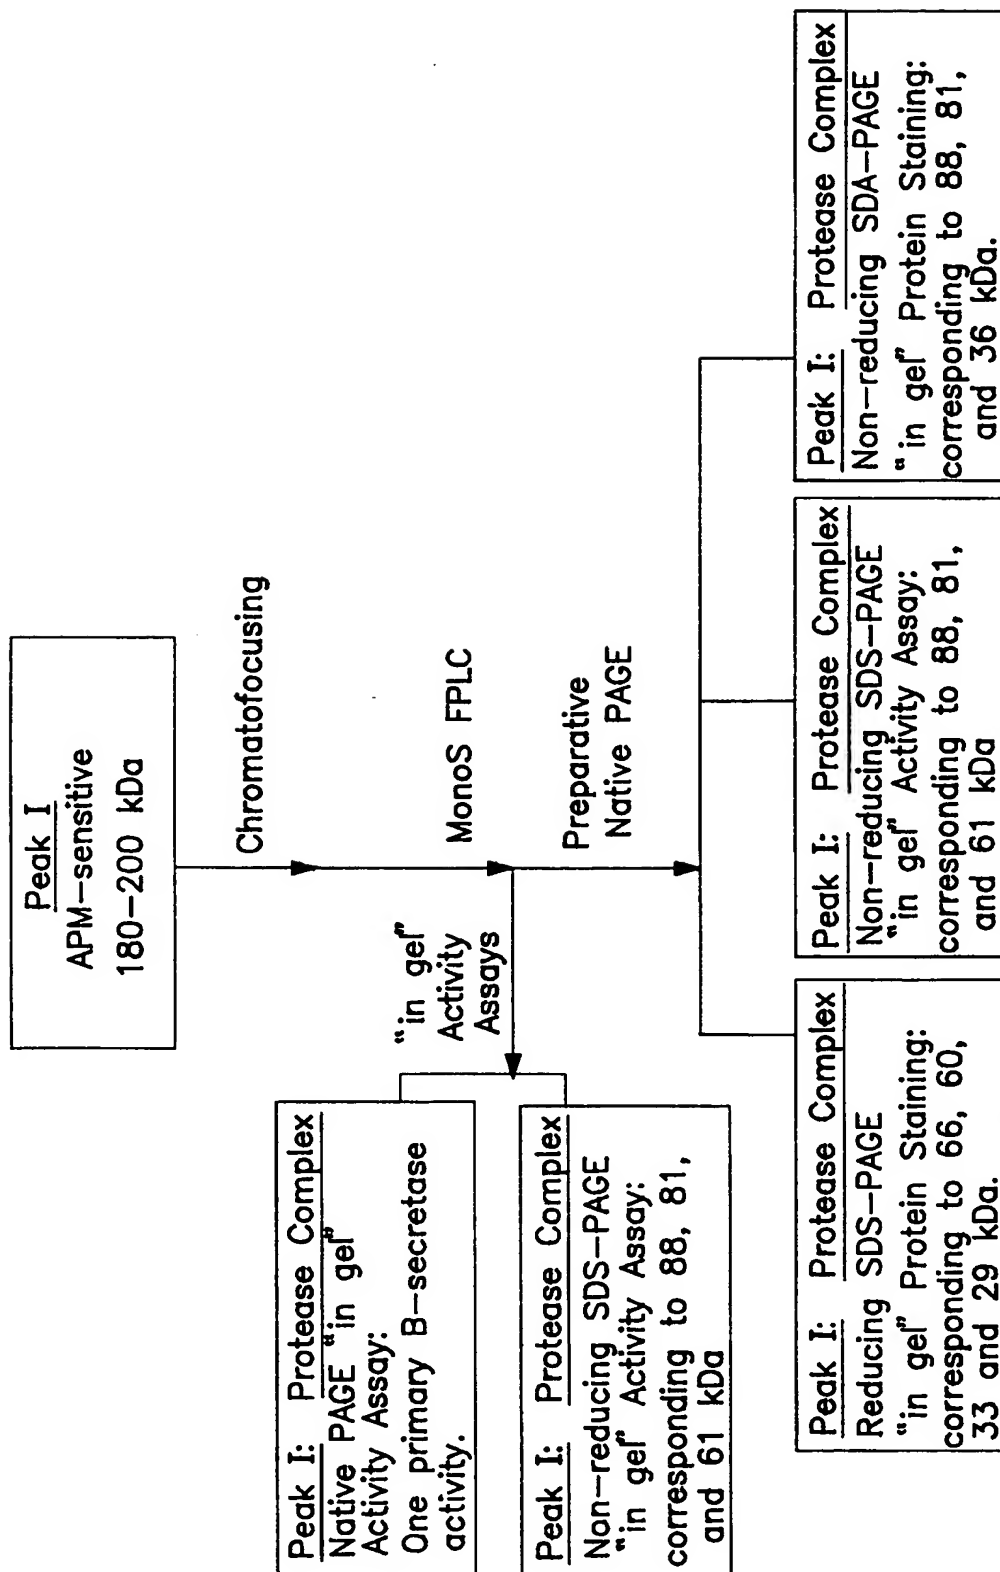 Peak I
APM-sensitive
180-200 kDa
Chromatofocusing
MonoS FPLC
"in gel"
Activity
Assays
Preparative
Native PAGE
Peak I: Protease Complex
Native PAGE "in gel"
Activity Assay:
One primary B-secretase
activity.
Peak I: Protease Complex
Non-reducing SDS-PAGE
"in gel" Activity Assay:
corresponding to 88, 81,
and 61 kDa
Peak I: Protease Complex
Reducing SDS-PAGE
"in gel" Protein Staining:
corresponding to 66, 60,
33 and 29 kDa.
Peak I: Protease Complex
Non-reducing SDS-PAGE
"in gel" Activity Assay:
corresponding to 88, 81,
and 61 kDa
Peak I: Protease Complex
Non-reducing SDA-PAGE
"in gel" Protein Staining:
corresponding to 88, 81,
and 36 kDa.